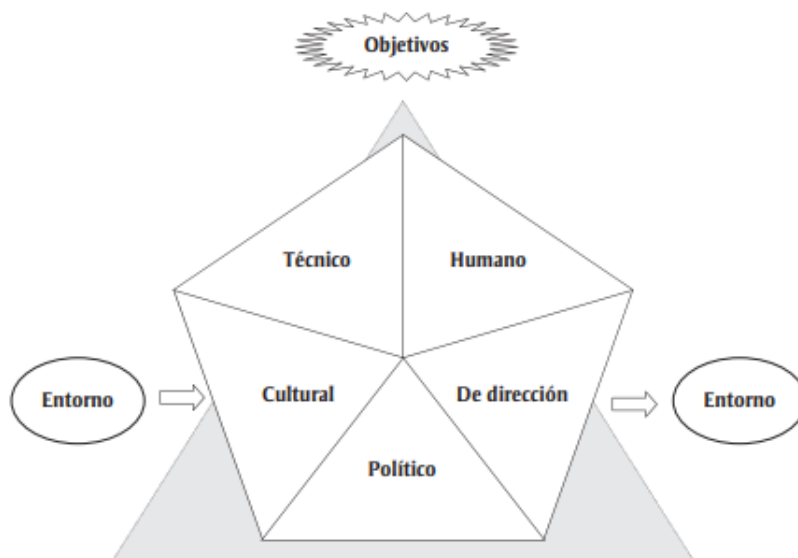 Objetivos
Técnico
Humano
Entorno
Cultural
De dirección
Entorno
Político